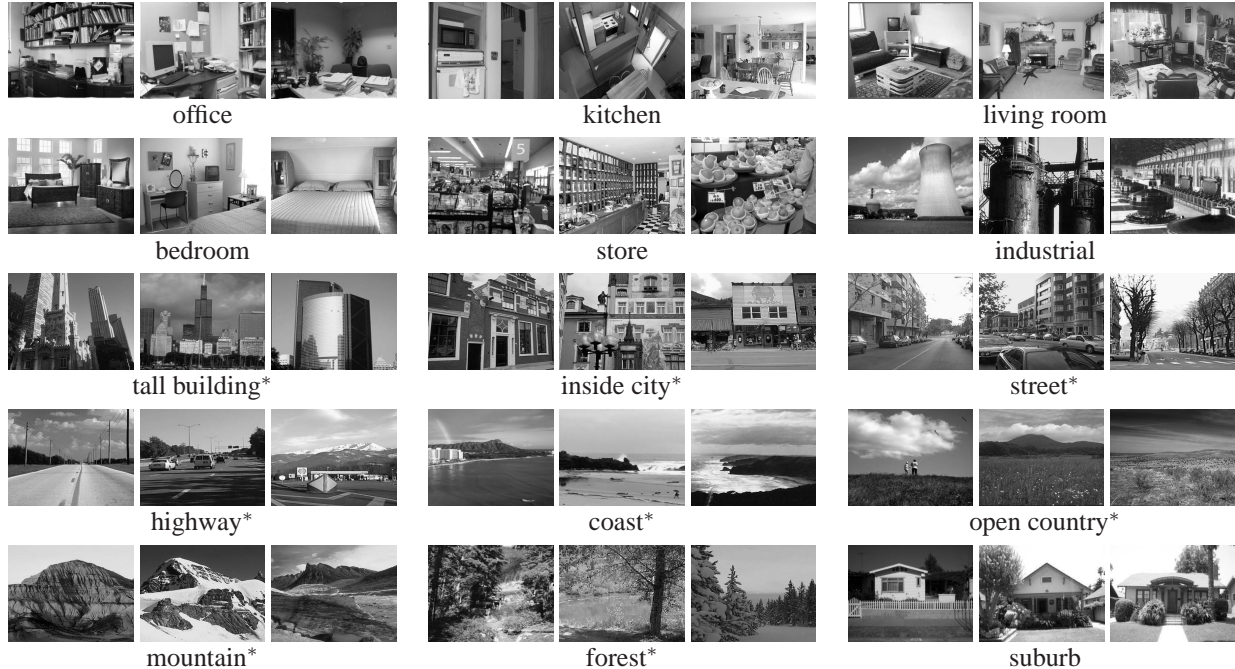 office kitchen living room
5
bedroom store industrial
tall building* inside city* street*
highway* coast* open country*
mountain* forest* suburb